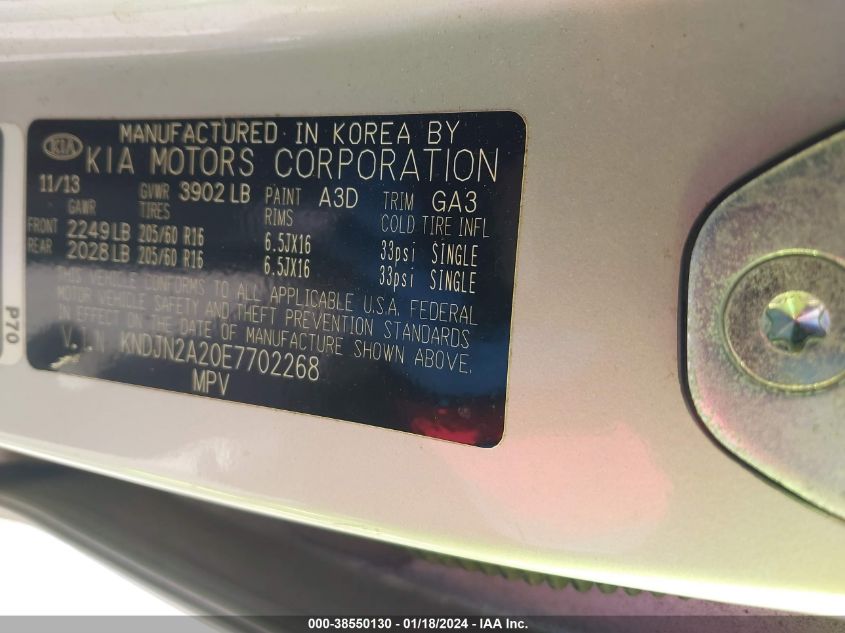 MANUFACTURED IN KOREA BY
KIA KIA MOTORS CORPORATION
11/13 GVWR 3902 LB PAINT A3D TRIM GA3
GAWR TIRES RIMS COLD TIRE INFL
FRONT 2249 LB 205/60 R16 6.5JX16 33psi SINGLE
REAR 2028 LB 205/60 R16 6.5JX16 33psi SINGLE
THIS VEHICLE CONFORMS TO ALL APPLICABLE U.S.A. FEDERAL
MOTOR VEHICLE SAFETY AND THEFT PREVENTION STANDARDS
IN EFFECT ON THE DATE OF MANUFACTURE SHOWN ABOVE.
V.I.N KNDJN2A20E7702268
MPV
P70
000-38550130 - 01/18/2024 - IAA Inc.